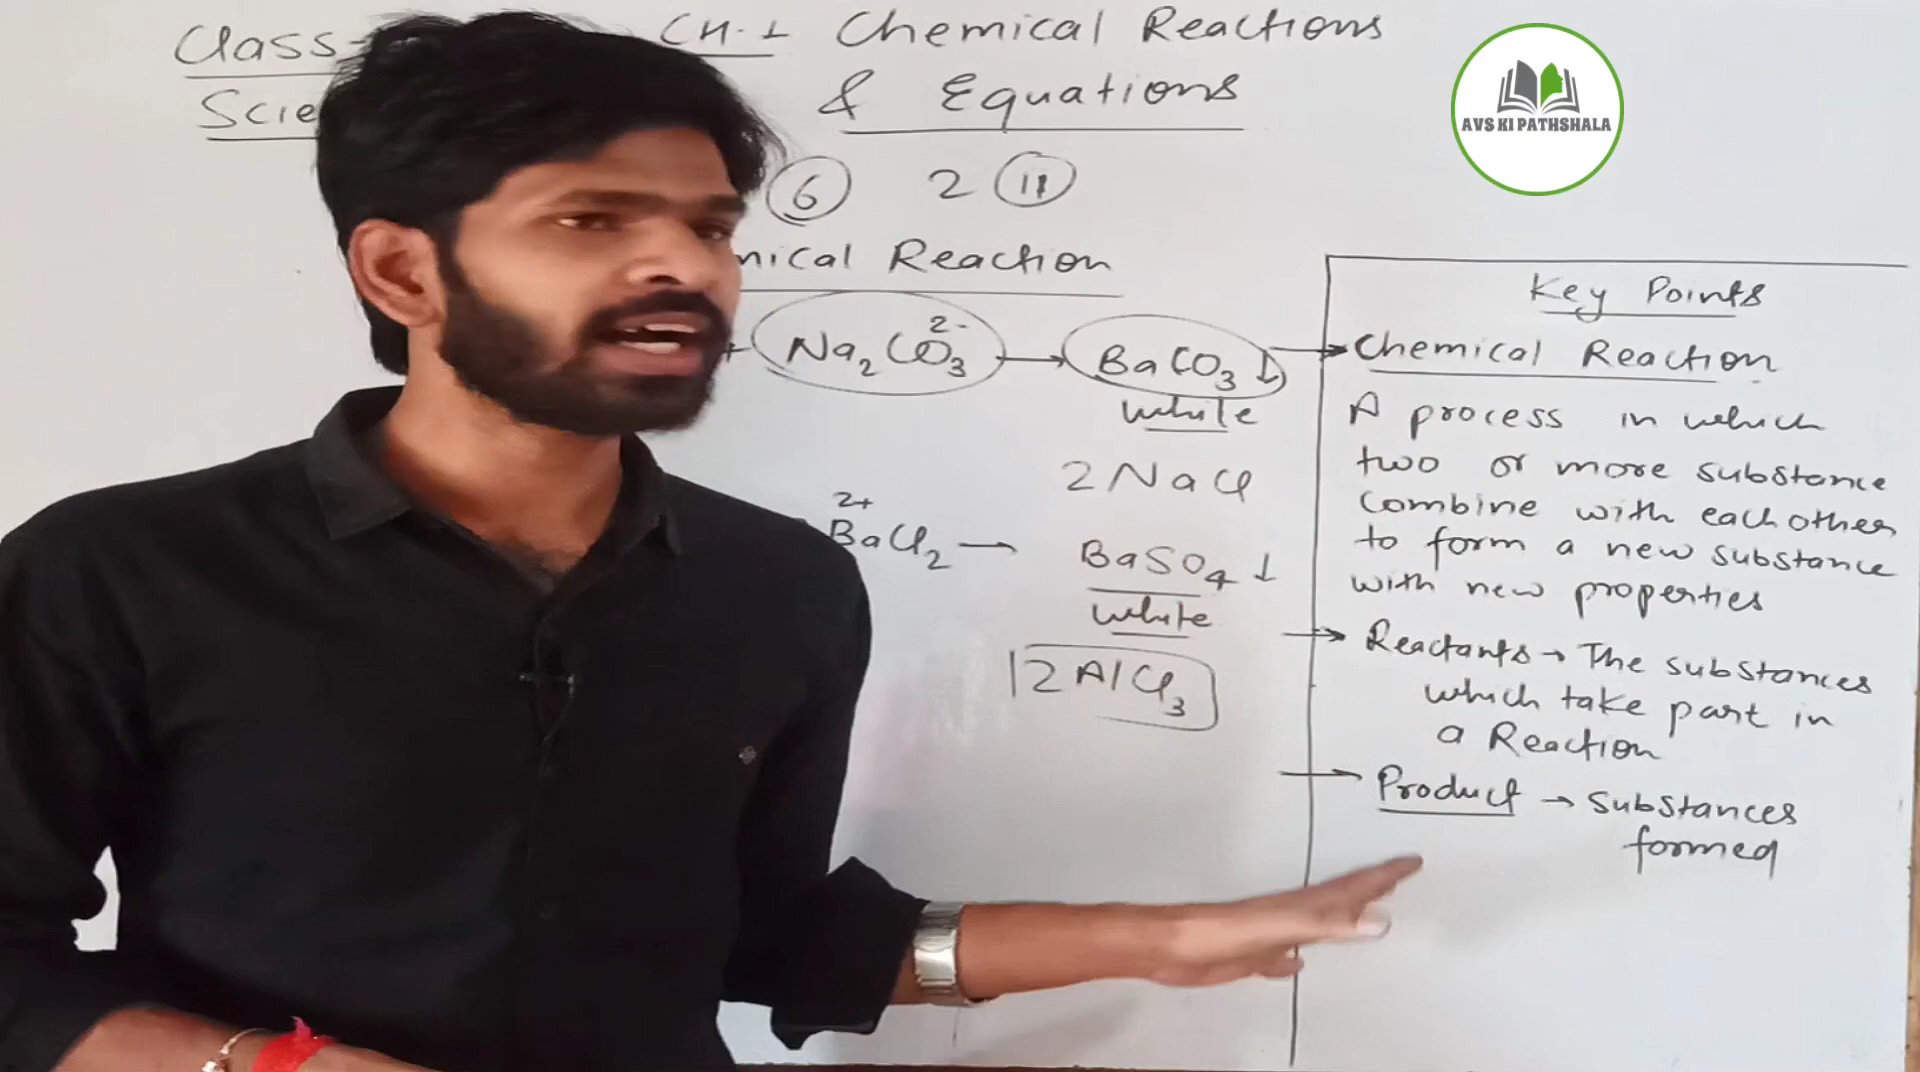 Class-
CH-1 Chemical Reactions
Scie
& Equations
AVS KI PATHSHALA
6 2 11
mical Reaction
+ Na₂CO₃²⁻ → BaCO₃ ↓
white
2NaCl
²⁺
BaCl₂ → BaSO₄ ↓
white
2AlCl₃
Key Points
→ Chemical Reaction
A process in which
two or more substance
combine with each other
to form a new substance
with new properties
→ Reactants → The substances
which take part in
a Reaction
→ Product → Substances
formed